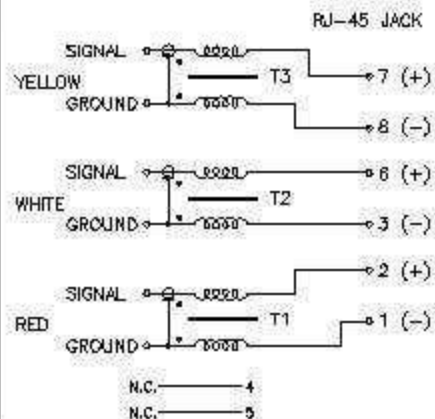 RJ-45 JACK
SIGNAL
YELLOW T3 7 (+)
GROUND
8 (-)
SIGNAL 6 (+)
WHITE T2
GROUND 3 (-)
2 (+)
SIGNAL
RED T1 1 (-)
GROUND
N.C. 4
N.C. 5